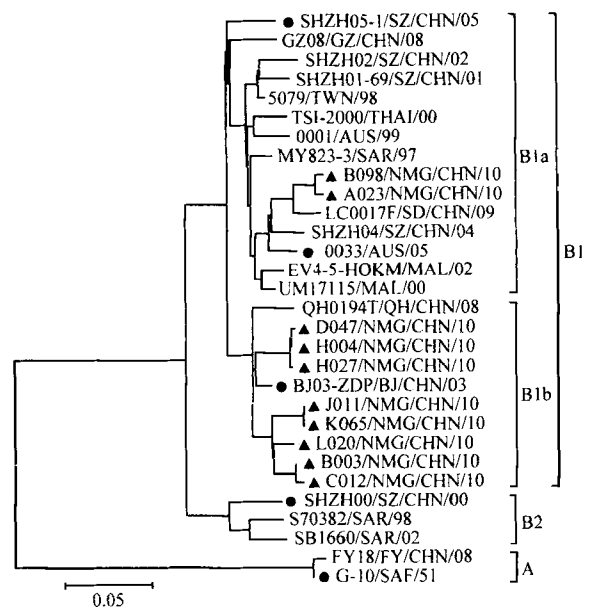 SHZH05-1/SZ/CHN/05
GZ08/GZ/CHN/08
SHZH02/SZ/CHN/02
SHZH01-69/SZ/CHN/01
5079/TWN/98
TSI-2000/THAI/00
0001/AUS/99
MY823-3/SAR/97
B098/NMG/CHN/10
A023/NMG/CHN/10
LC0017F/SD/CHN/09
SHZH04/SZ/CHN/04
0033/AUS/05
EV4-5-HOKM/MAL/02
UM17115/MAL/00
B1a
QH0194T/QH/CHN/08
D047/NMG/CHN/10
H004/NMG/CHN/10
H027/NMG/CHN/10
BJ03-ZDP/BJ/CHN/03
J011/NMG/CHN/10
K065/NMG/CHN/10
L020/NMG/CHN/10
B003/NMG/CHN/10
C012/NMG/CHN/10
B1b
B1
SHZH00/SZ/CHN/00
S70382/SAR/98
SB1660/SAR/02
B2
FY18/FY/CHN/08
G-10/SAF/51
A
0.05